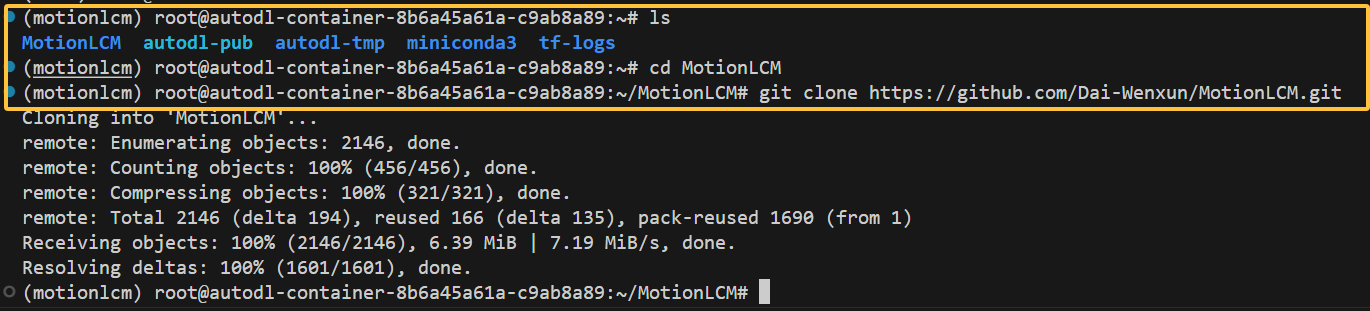 (motionlcm) root@autodl-container-8b6a45a61a-c9ab8a89:~# ls
MotionLCM autodl-pub autodl-tmp miniconda3 tf-logs
(motionlcm) root@autodl-container-8b6a45a61a-c9ab8a89:~# cd MotionLCM
(motionlcm) root@autodl-container-8b6a45a61a-c9ab8a89:~/MotionLCM# git clone https://github.com/Dai-Wenxun/MotionLCM.git
Cloning into 'MotionLCM'...
remote: Enumerating objects: 2146, done.
remote: Counting objects: 100% (456/456), done.
remote: Compressing objects: 100% (321/321), done.
remote: Total 2146 (delta 194), reused 166 (delta 135), pack-reused 1690 (from 1)
Receiving objects: 100% (2146/2146), 6.39 MiB | 7.19 MiB/s, done.
Resolving deltas: 100% (1601/1601), done.
(motionlcm) root@autodl-container-8b6a45a61a-c9ab8a89:~/MotionLCM#